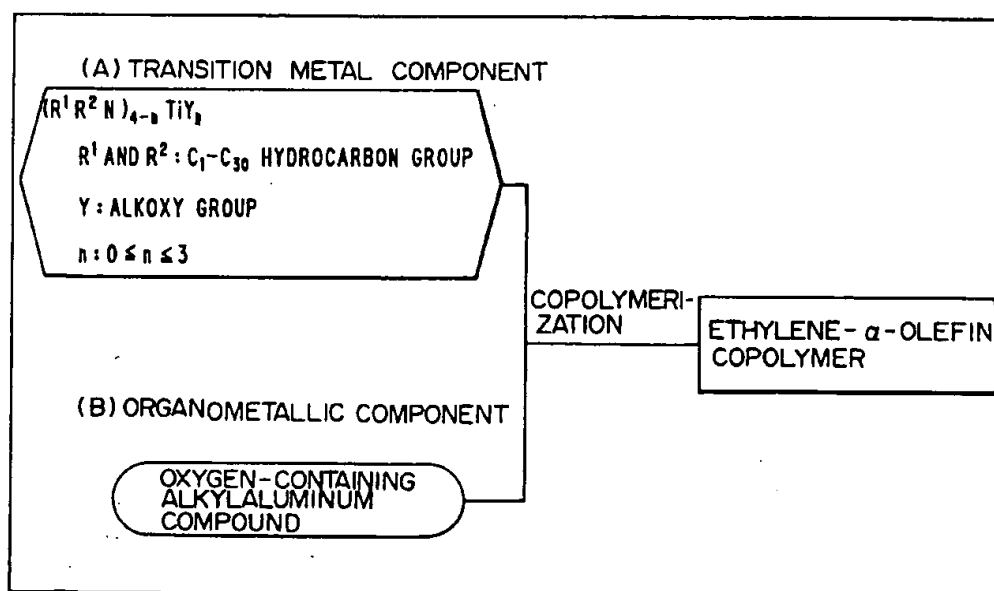 (A) TRANSITION METAL COMPONENT
(R¹R²N)₄₋ₙTiYₙ
R¹ AND R² : C₁-C₃₀ HYDROCARBON GROUP
Y : ALKOXY GROUP
n : 0 ≤ n ≤ 3
COPOLYMERI-
ZATION
ETHYLENE-α-OLEFIN
COPOLYMER
(B) ORGANOMETALLIC COMPONENT
OXYGEN-CONTAINING
ALKYLALUMINUM
COMPOUND